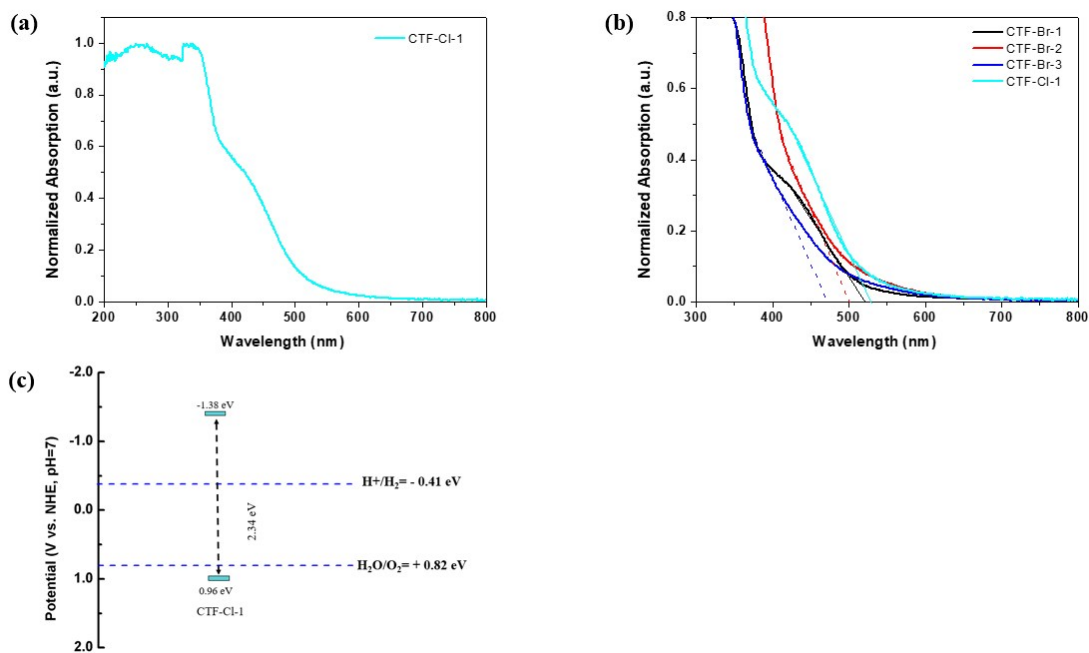 (a)
Normalized Absorption (a.u.)
1.0
0.8
0.6
0.4
0.2
0.0
CTF-Cl-1
200 300 400 500 600 700 800
Wavelength (nm)
(b)
Normalized Absorption (a.u.)
0.8
0.6
0.4
0.2
0.0
CTF-Br-1
CTF-Br-2
CTF-Br-3
CTF-Cl-1
300 400 500 600 700 800
Wavelength (nm)
(c)
Potential (V vs. NHE, pH=7)
-2.0
-1.0
0.0
1.0
2.0
-1.38 eV
H+/H2= - 0.41 eV
2.34 eV
H2O/O2= + 0.82 eV
0.96 eV
CTF-Cl-1